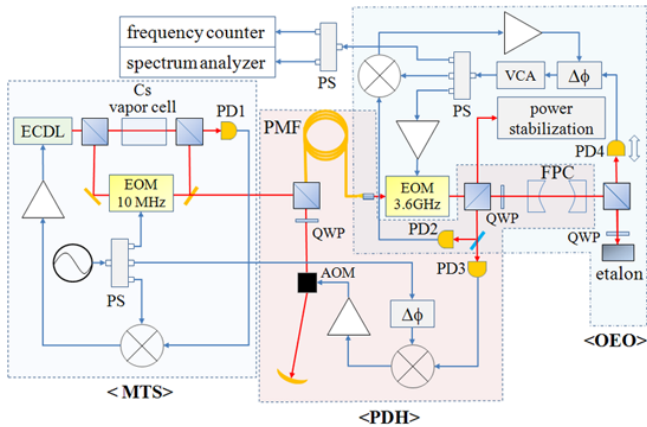 frequency counter
spectrum analyzer
PS
Cs
vapor cell
PD1
ECDL
EOM
10 MHz
PS
< MTS>
PMF
QWP
AOM
Δϕ
<PDH>
EOM
3.6GHz
PD2
PD3
QWP
FPC
PS
VCA
Δϕ
power
stabilization
PD4
QWP
etalon
<OEO>